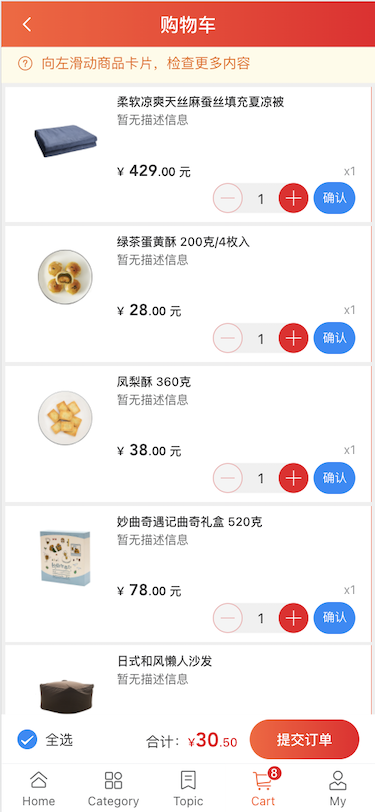 购物车
向左滑动商品卡片，检查更多内容
柔软凉爽天丝麻蚕丝填充夏凉被
暂无描述信息
¥ 429.00 元
x1
1
确认
绿茶蛋黄酥 200克/4枚入
暂无描述信息
¥ 28.00 元
x1
1
确认
凤梨酥 360克
暂无描述信息
¥ 38.00 元
x1
1
确认
妙曲奇遇记曲奇礼盒 520克
暂无描述信息
¥ 78.00 元
x1
1
确认
日式和风懒人沙发
暂无描述信息
全选
合计：¥30.50
提交订单
8
Home
Category
Topic
Cart
My